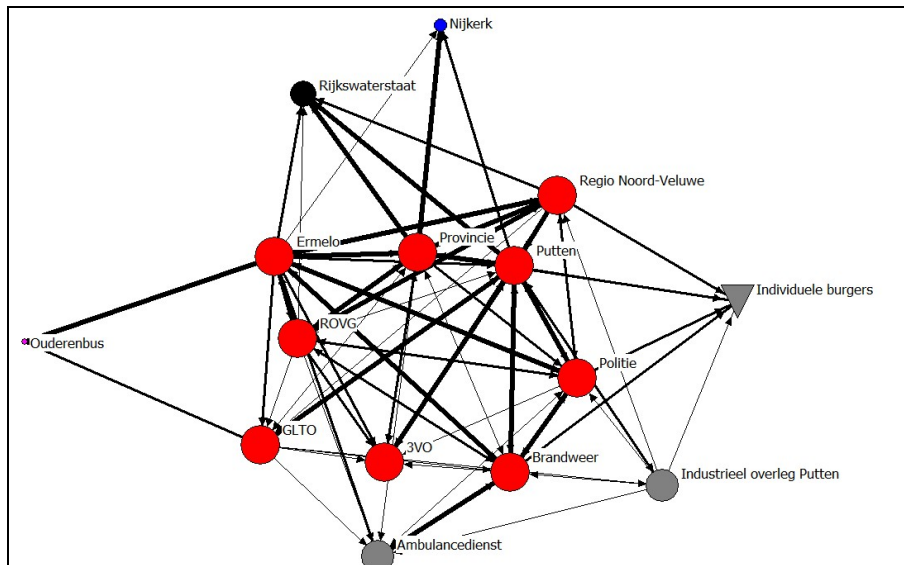 Nijkerk
Rijkswaterstaat
Regio Noord-Veluwe
Ermelo
Provincie
Putten
Individuele burgers
ROVG
Ouderenbus
Politie
GLTO
3VO
Brandweer
Industrieel overleg Putten
Ambulancedienst